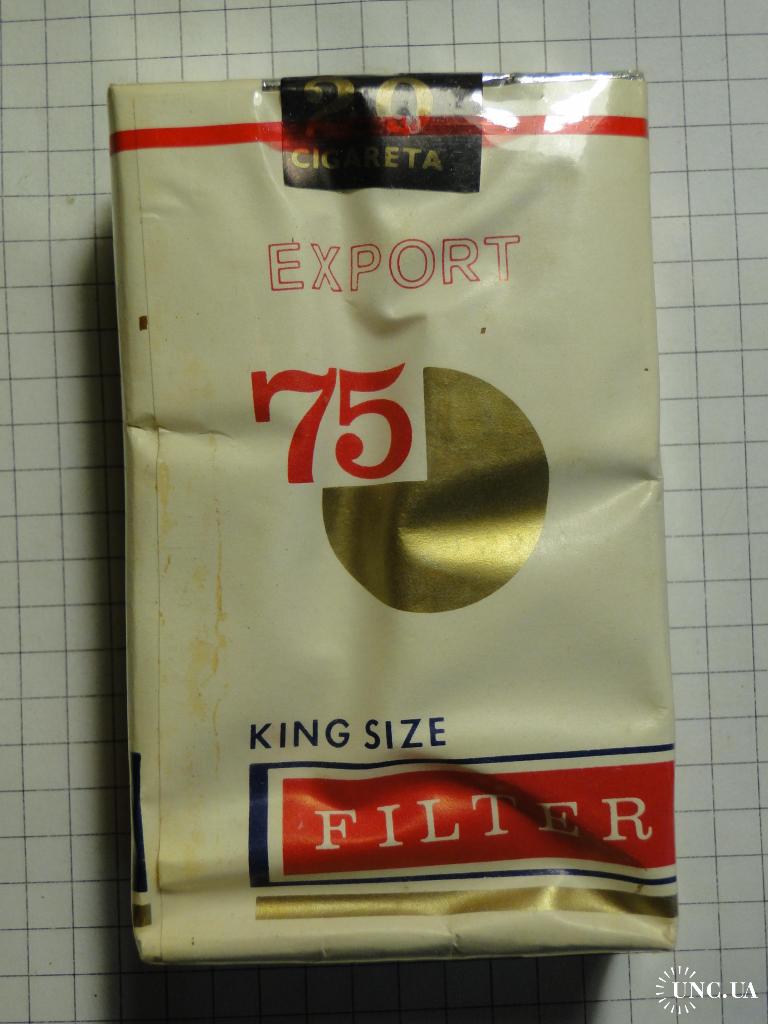 20
CIGARETA
EXPORT
75
KING SIZE
FILTER
UNC.UA